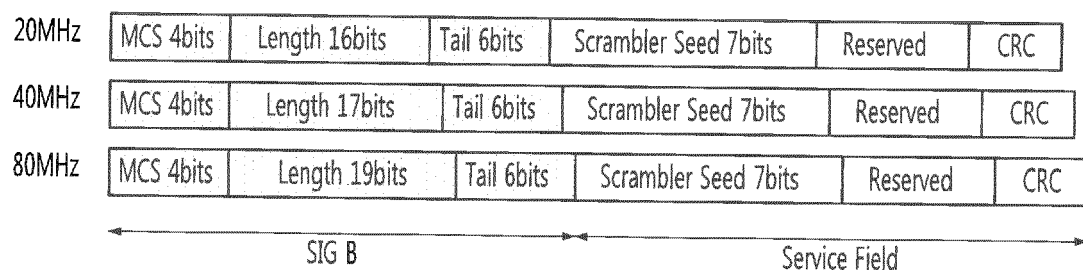 20MHz MCS 4bits Length 16bits Tail 6bits Scrambler Seed 7bits Reserved CRC
40MHz MCS 4bits Length 17bits Tail 6bits Scrambler Seed 7bits Reserved CRC
80MHz MCS 4bits Length 19bits Tail 6bits Scrambler Seed 7bits Reserved CRC
SIG B Service Field